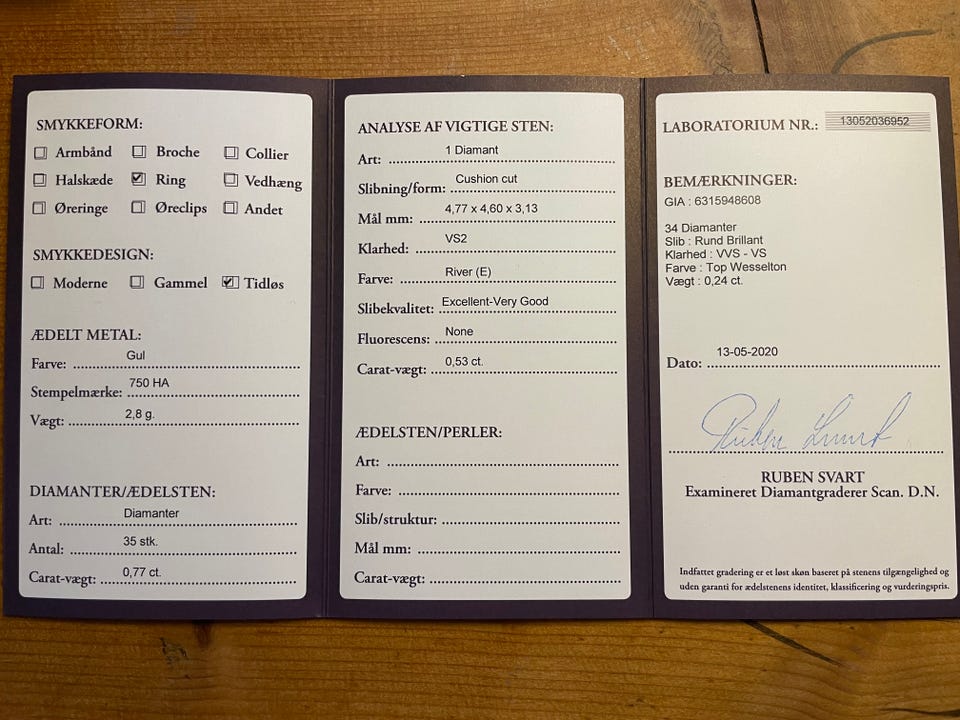 SMYKKEFORM:
Armbånd Broche Collier
Halskæde Ring Vedhæng
Øreringe Øreclips Andet
SMYKKEDESIGN:
Moderne Gammel Tidløs
ÆDELT METAL:
Farve: Gul
Stempelmærke: 750 HA
Vægt: 2,8 g.
DIAMANTER/ÆDELSTEN:
Art: Diamanter
Antal: 35 stk.
Carat-vægt: 0,77 ct.
ANALYSE AF VIGTIGE STEN:
Art: 1 Diamant
Slibning/form: Cushion cut
Mål mm: 4,77 x 4,60 x 3,13
Klarhed: VS2
Farve: River (E)
Slibekvalitet: Excellent-Very Good
Fluorescens: None
Carat-vægt: 0,53 ct.
ÆDELSTEN/PERLER:
Art:
Farve:
Slib/struktur:
Mål mm:
Carat-vægt:
LABORATORIUM NR.: 13052036952
BEMÆRKNINGER:
GIA : 6315948608
34 Diamanter
Slib : Rund Brillant
Klarhed : VVS - VS
Farve : Top Wesselton
Vægt : 0,24 ct.
Dato: 13-05-2020
RUBEN SVART
Examineret Diamantgraderer Scan. D.N.
Indfattet gradering er et løst skøn baseret på stenens tilgængelighed og
uden garanti for ædelstenens identitet, klassificering og vurderingspris.